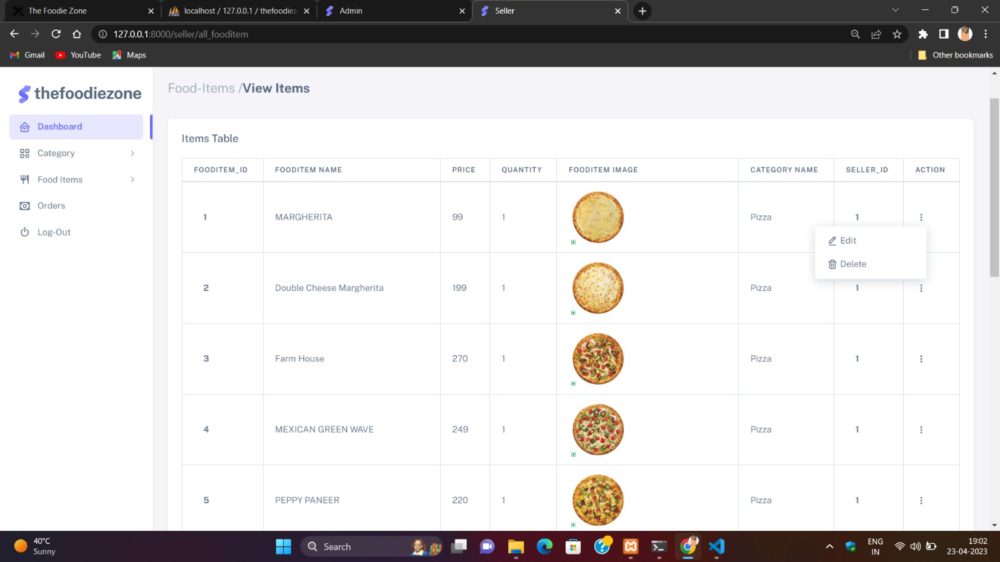 The Foodie Zone
localhost / 127.0.0.1 / thefoodiez
Admin
Seller
127.0.0.1:8000/seller/all_fooditem
Gmail
YouTube
Maps
Other bookmarks
thefoodiezone
Dashboard
Category
Food Items
Orders
Log-Out
Food-Items /View Items
Items Table
FOODITEM_ID FOODITEM NAME PRICE QUANTITY FOODITEM IMAGE CATEGORY NAME SELLER_ID ACTION
1 MARGHERITA 99 1 Pizza 1
Edit
Delete
2 Double Cheese Margherita 199 1 Pizza 1
3 Farm House 270 1 Pizza 1
4 MEXICAN GREEN WAVE 249 1 Pizza 1
5 PEPPY PANEER 220 1 Pizza 1
40°C
Sunny
Search
ENG
IN
19:02
23-04-2023